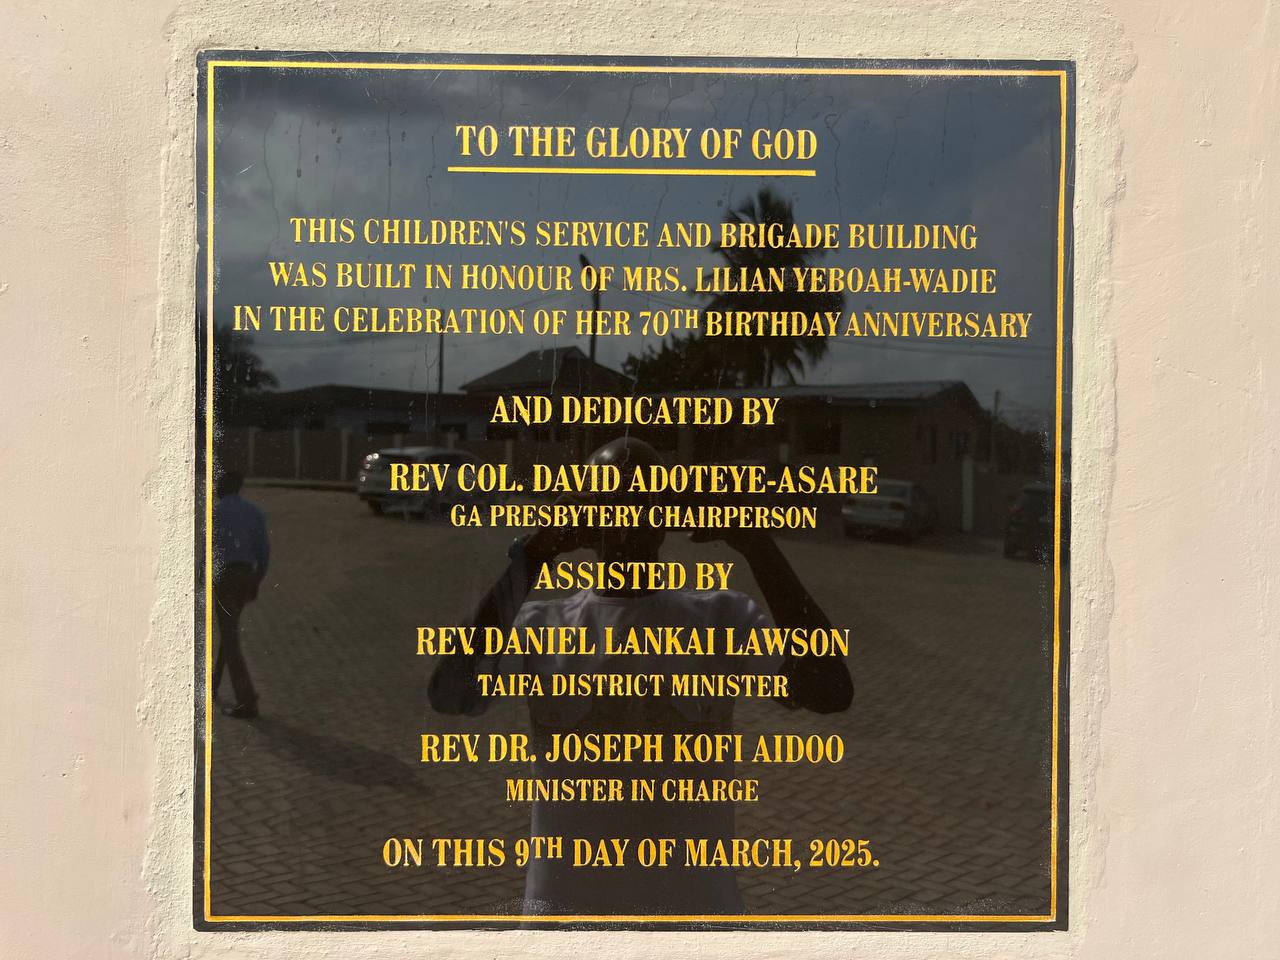 TO THE GLORY OF GOD
THIS CHILDREN'S SERVICE AND BRIGADE BUILDING
WAS BUILT IN HONOUR OF MRS. LILIAN YEBOAH-WADIE
IN THE CELEBRATION OF HER 70TH BIRTHDAY ANNIVERSARY
AND DEDICATED BY
REV COL. DAVID ADOTEYE-ASARE
GA PRESBYTERY CHAIRPERSON
ASSISTED BY
REV. DANIEL LANKAI LAWSON
TAIFA DISTRICT MINISTER
REV. DR. JOSEPH KOFI AIDOO
MINISTER IN CHARGE
ON THIS 9TH DAY OF MARCH, 2025.